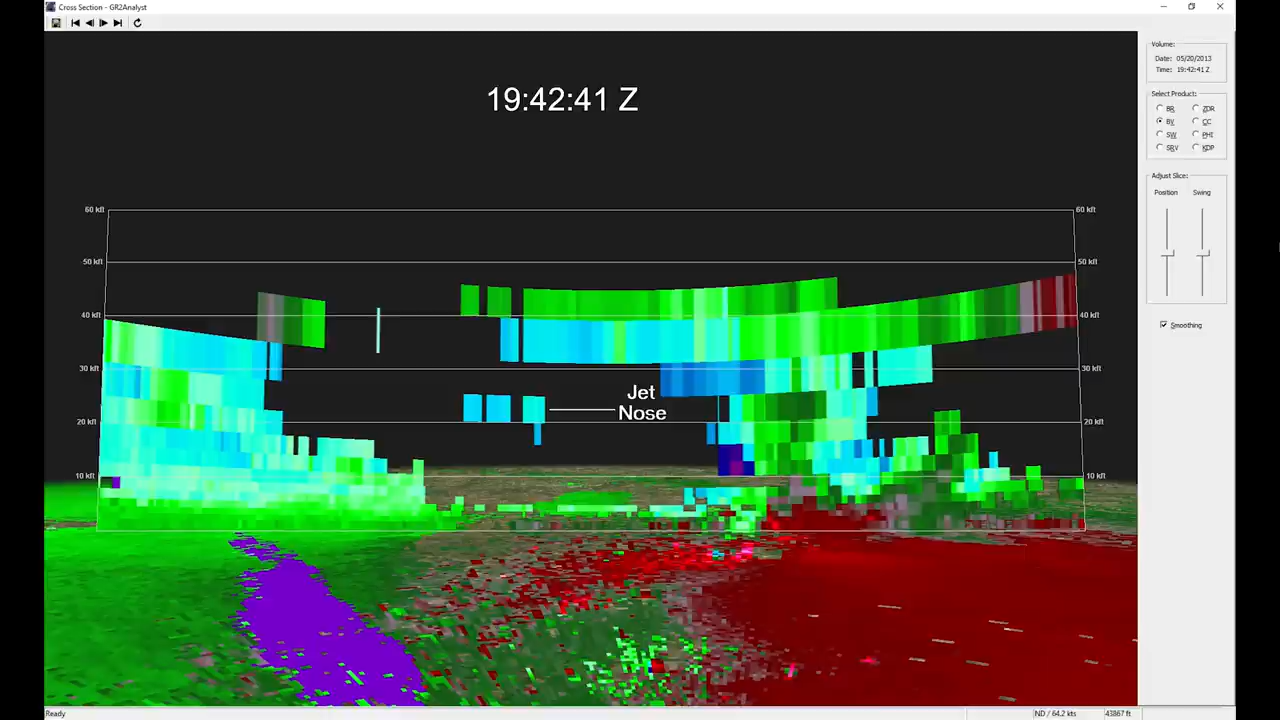 Cross Section - GR2Analyst
19:42:41 Z
60 kft 60 kft
50 kft 50 kft
40 kft 40 kft
30 kft 30 kft
20 kft 20 kft
10 kft 10 kft
Jet
Nose
Volume:
Date: 05/20/2013
Time: 19:42:41 Z
Select Product:
BR ZDR
BV CC
SW PHI
SRV KDP
Adjust Slice:
Position Swing
Smoothing
Ready
ND / 64.2 kts 43867 ft